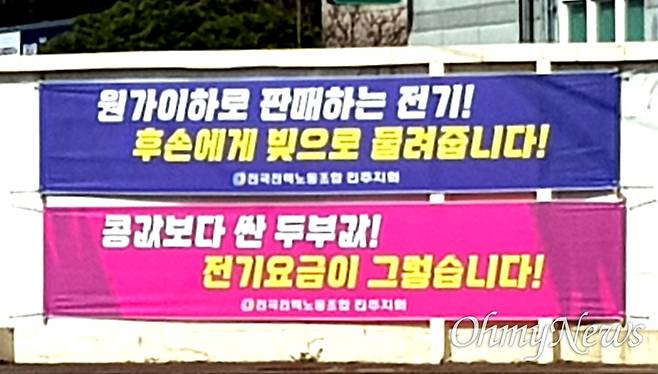 원가이하로 판매하는 전기!
후손에게 빚으로 물려줍니다!
전국전력노동조합 진주지회
콩값보다 싼 두부값!
전기요금이 그렇습니다!
전국전력노동조합 진주지회
OhmyNews